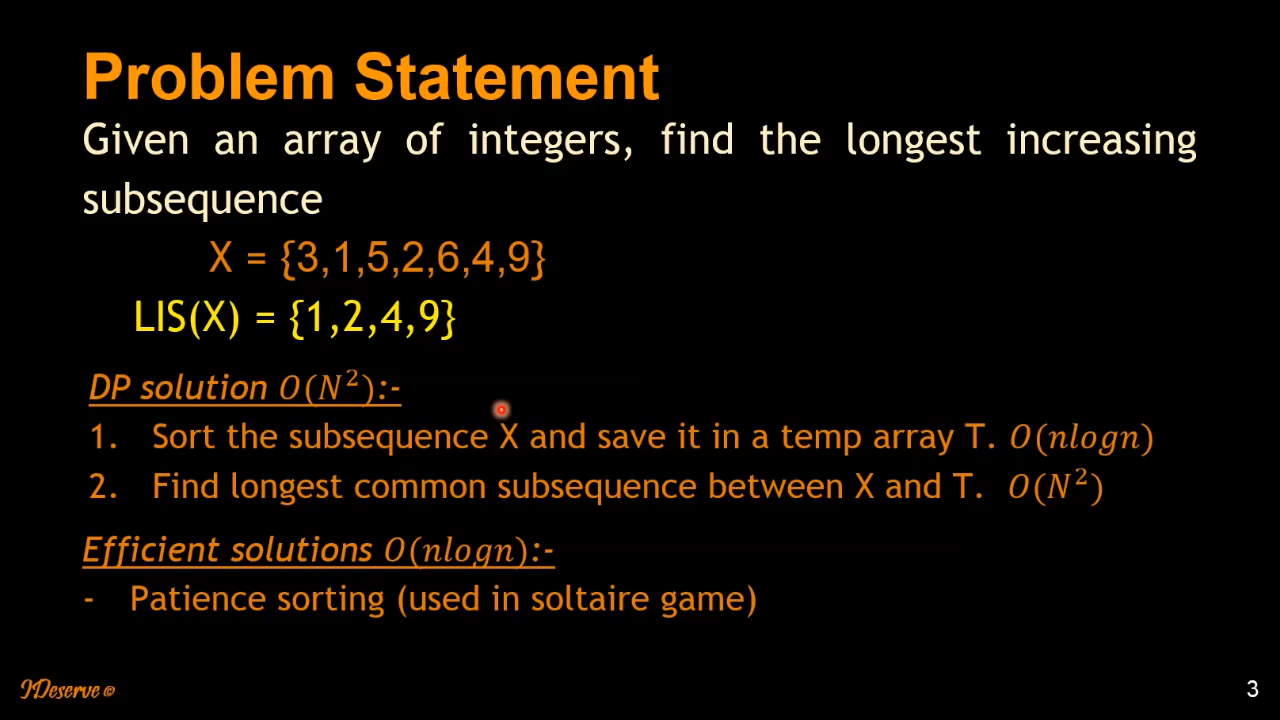 Problem Statement
Given an array of integers, find the longest increasing
subsequence
X = {3,1,5,2,6,4,9}
LIS(X) = {1,2,4,9}
DP solution O(N²):-
1. Sort the subsequence X and save it in a temp array T. O(nlogn)
2. Find longest common subsequence between X and T. O(N²)
Efficient solutions O(nlogn):-
- Patience sorting (used in soltaire game)
IDeserve ©
3